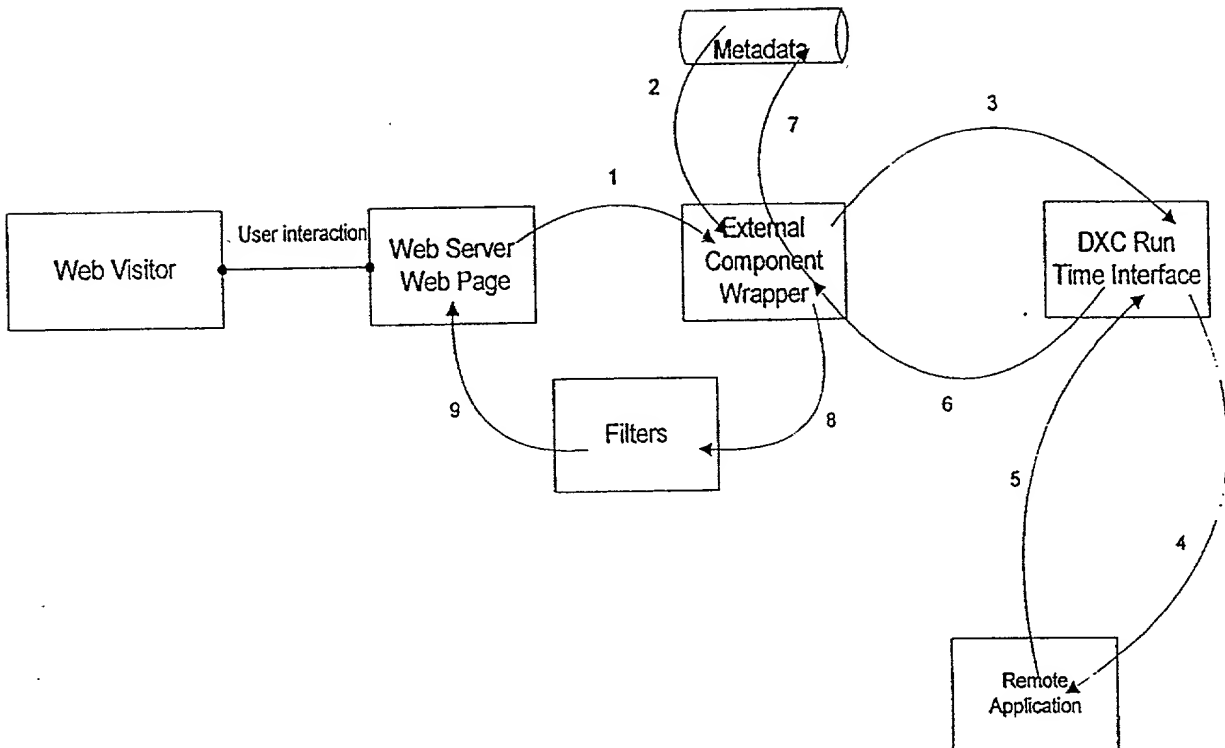 Metadata
2
7
3
1
Web Visitor
User interaction
Web Server
Web Page
External
Component
Wrapper
DXC Run
Time Interface
9
Filters
8
6
5
4
Remote
Application